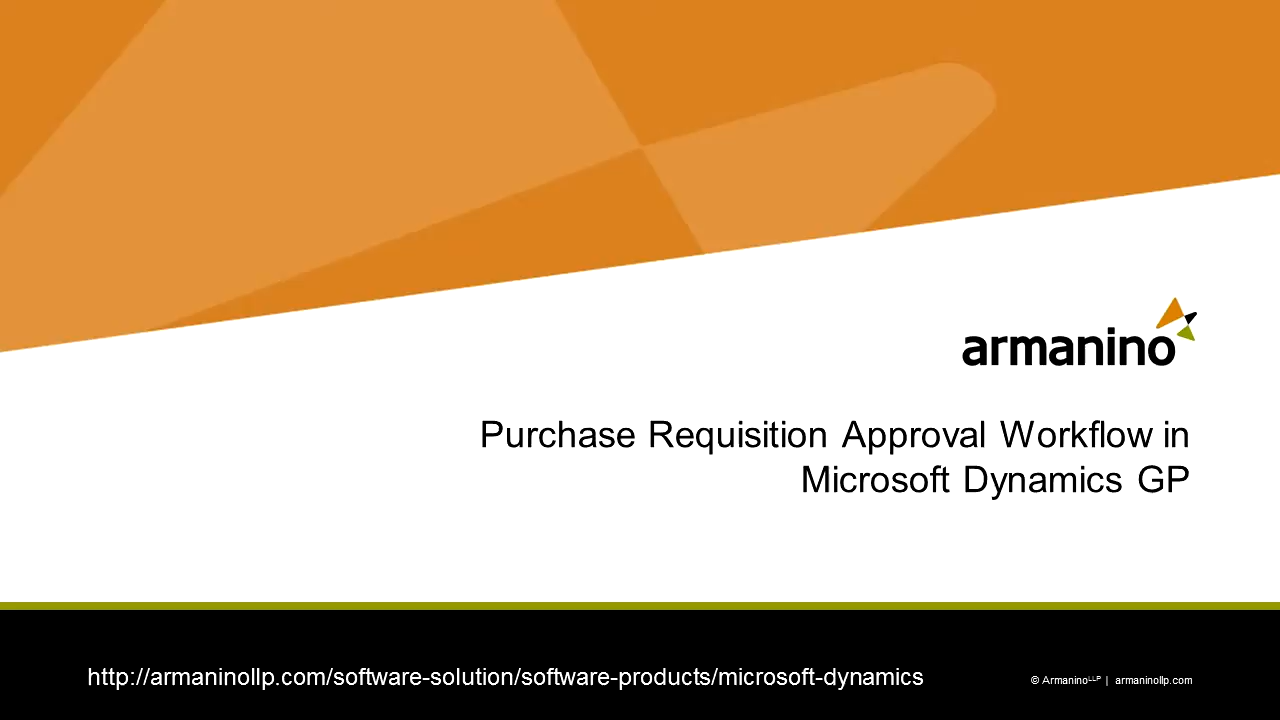 armanino
Purchase Requisition Approval Workflow in
Microsoft Dynamics GP
http://armaninollp.com/software-solution/software-products/microsoft-dynamics
© ArmaninoLLP | armaninollp.com